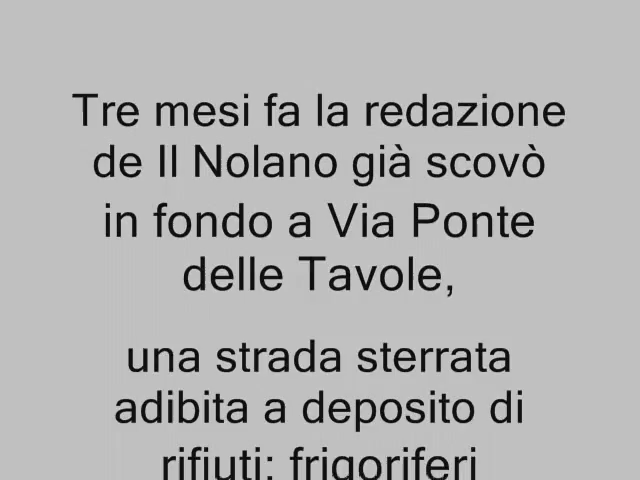 Tre mesi fa la redazione
de Il Nolano già scovò
in fondo a Via Ponte
delle Tavole,
una strada sterrata
adibita a deposito di
rifiuti: frigoriferi